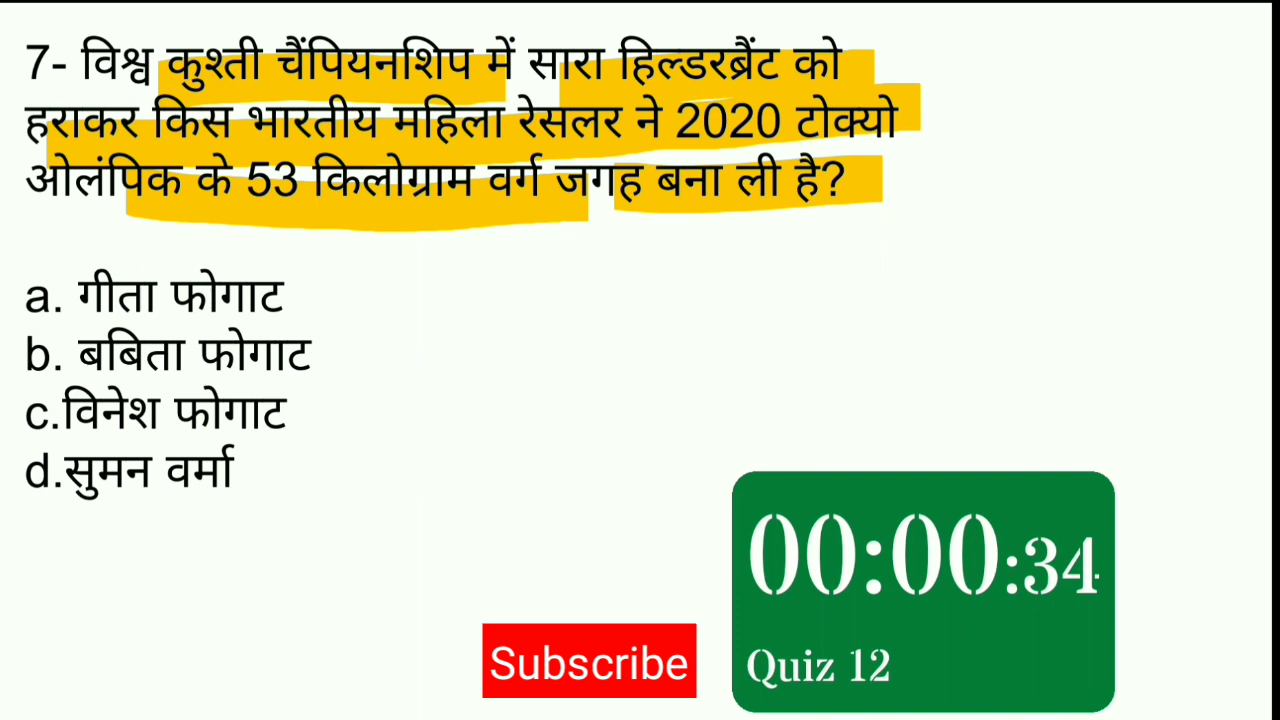 7- विश्व कुश्ती चैंपियनशिप में सारा हिल्डरब्रैंट को
हराकर किस भारतीय महिला रेसलर ने 2020 टोक्यो
ओलंपिक के 53 किलोग्राम वर्ग जगह बना ली है?
a. गीता फोगाट
b. बबिता फोगाट
c.विनेश फोगाट
d.सुमन वर्मा
00:00:34
Subscribe
Quiz 12